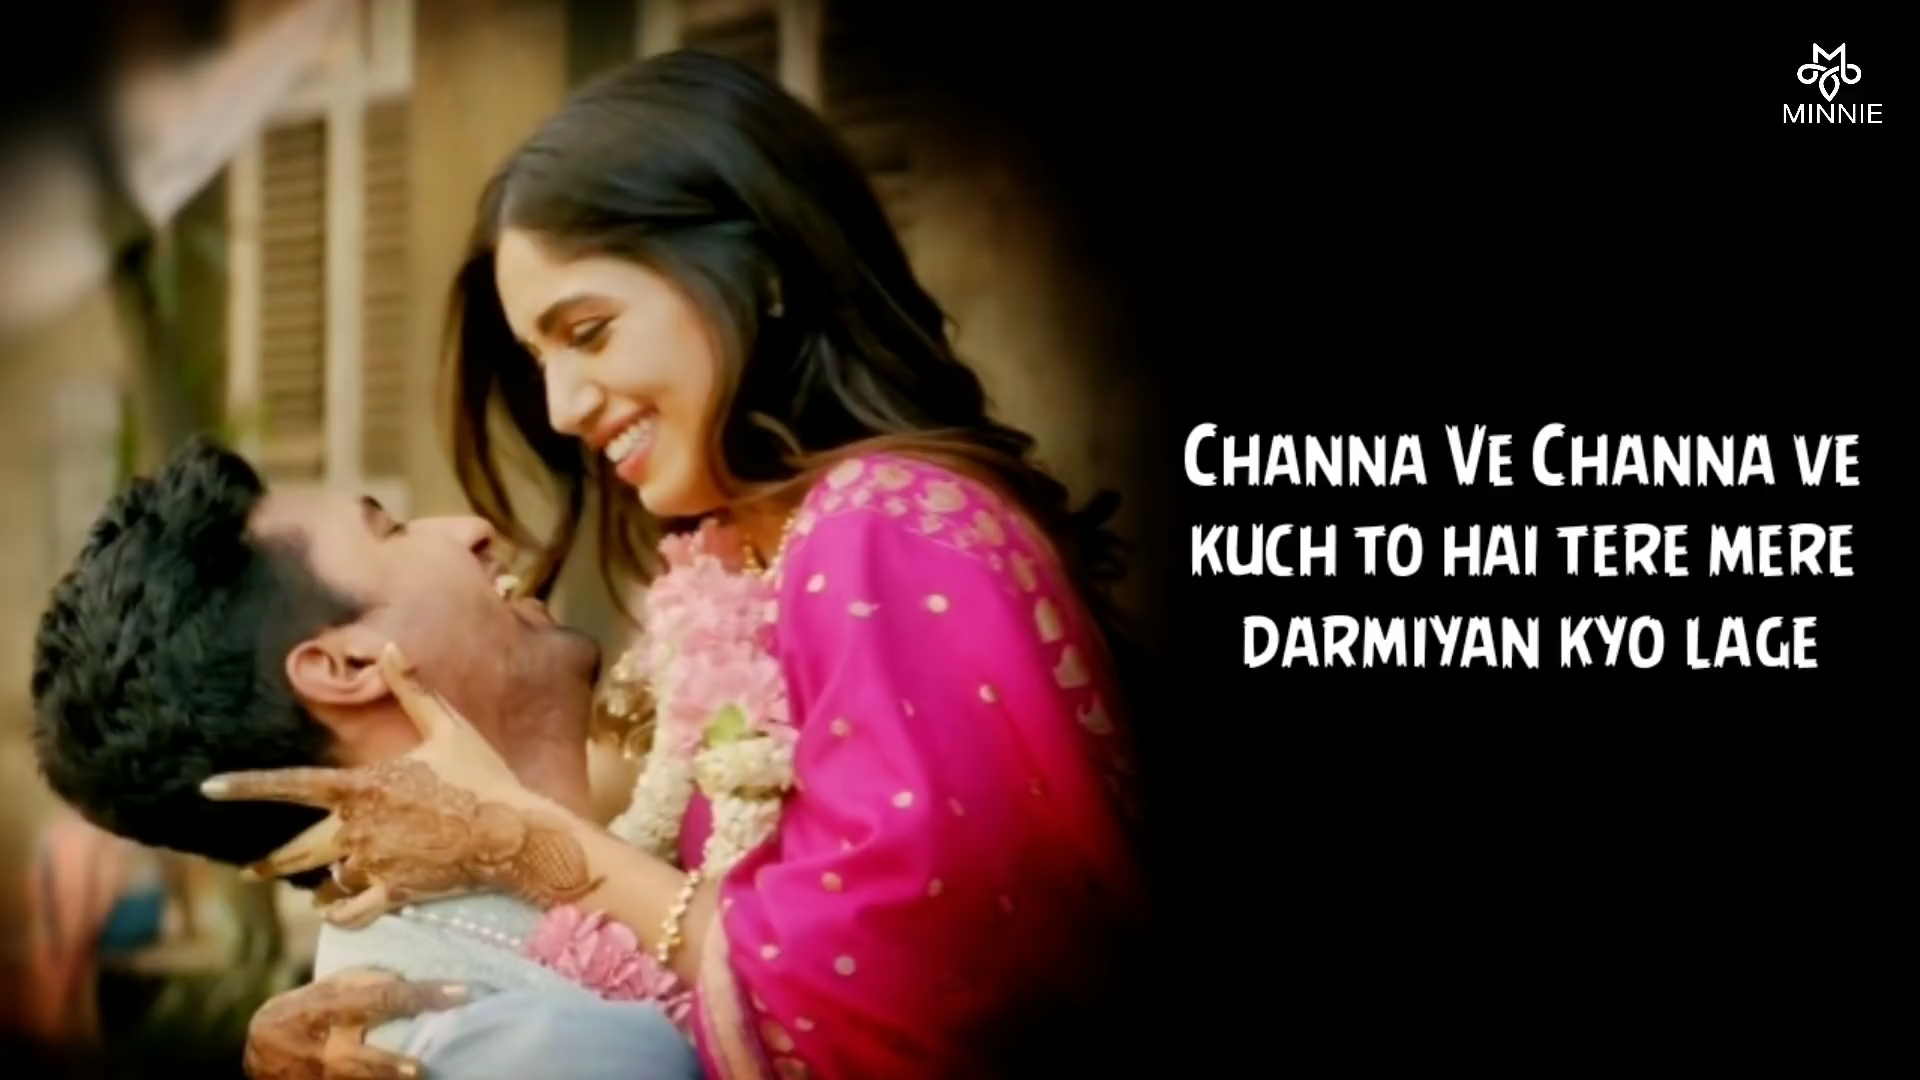 MINNIE
CHANNA VE CHANNA VE
KUCH TO HAI TERE MERE
DARMIYAN KYO LAGE